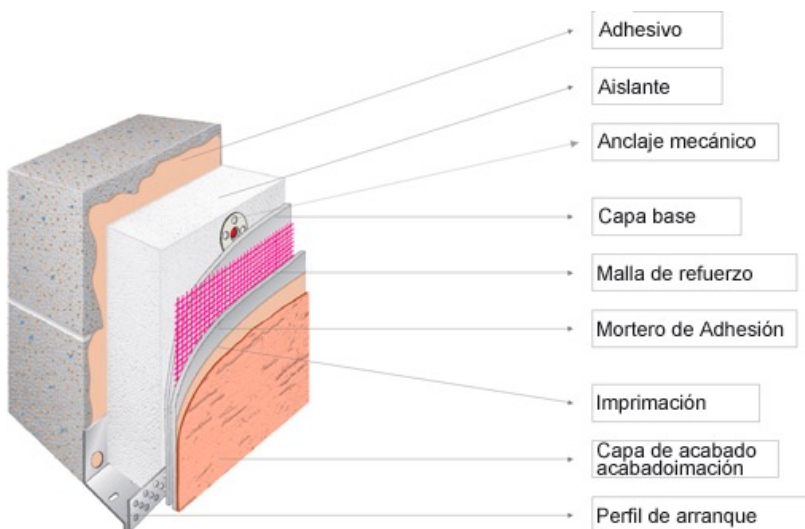 Adhesivo
Aislante
Anclaje mecánico
Capa base
Malla de refuerzo
Mortero de Adhesión
Imprimación
Capa de acabado
acabadoimación
Perfil de arranque